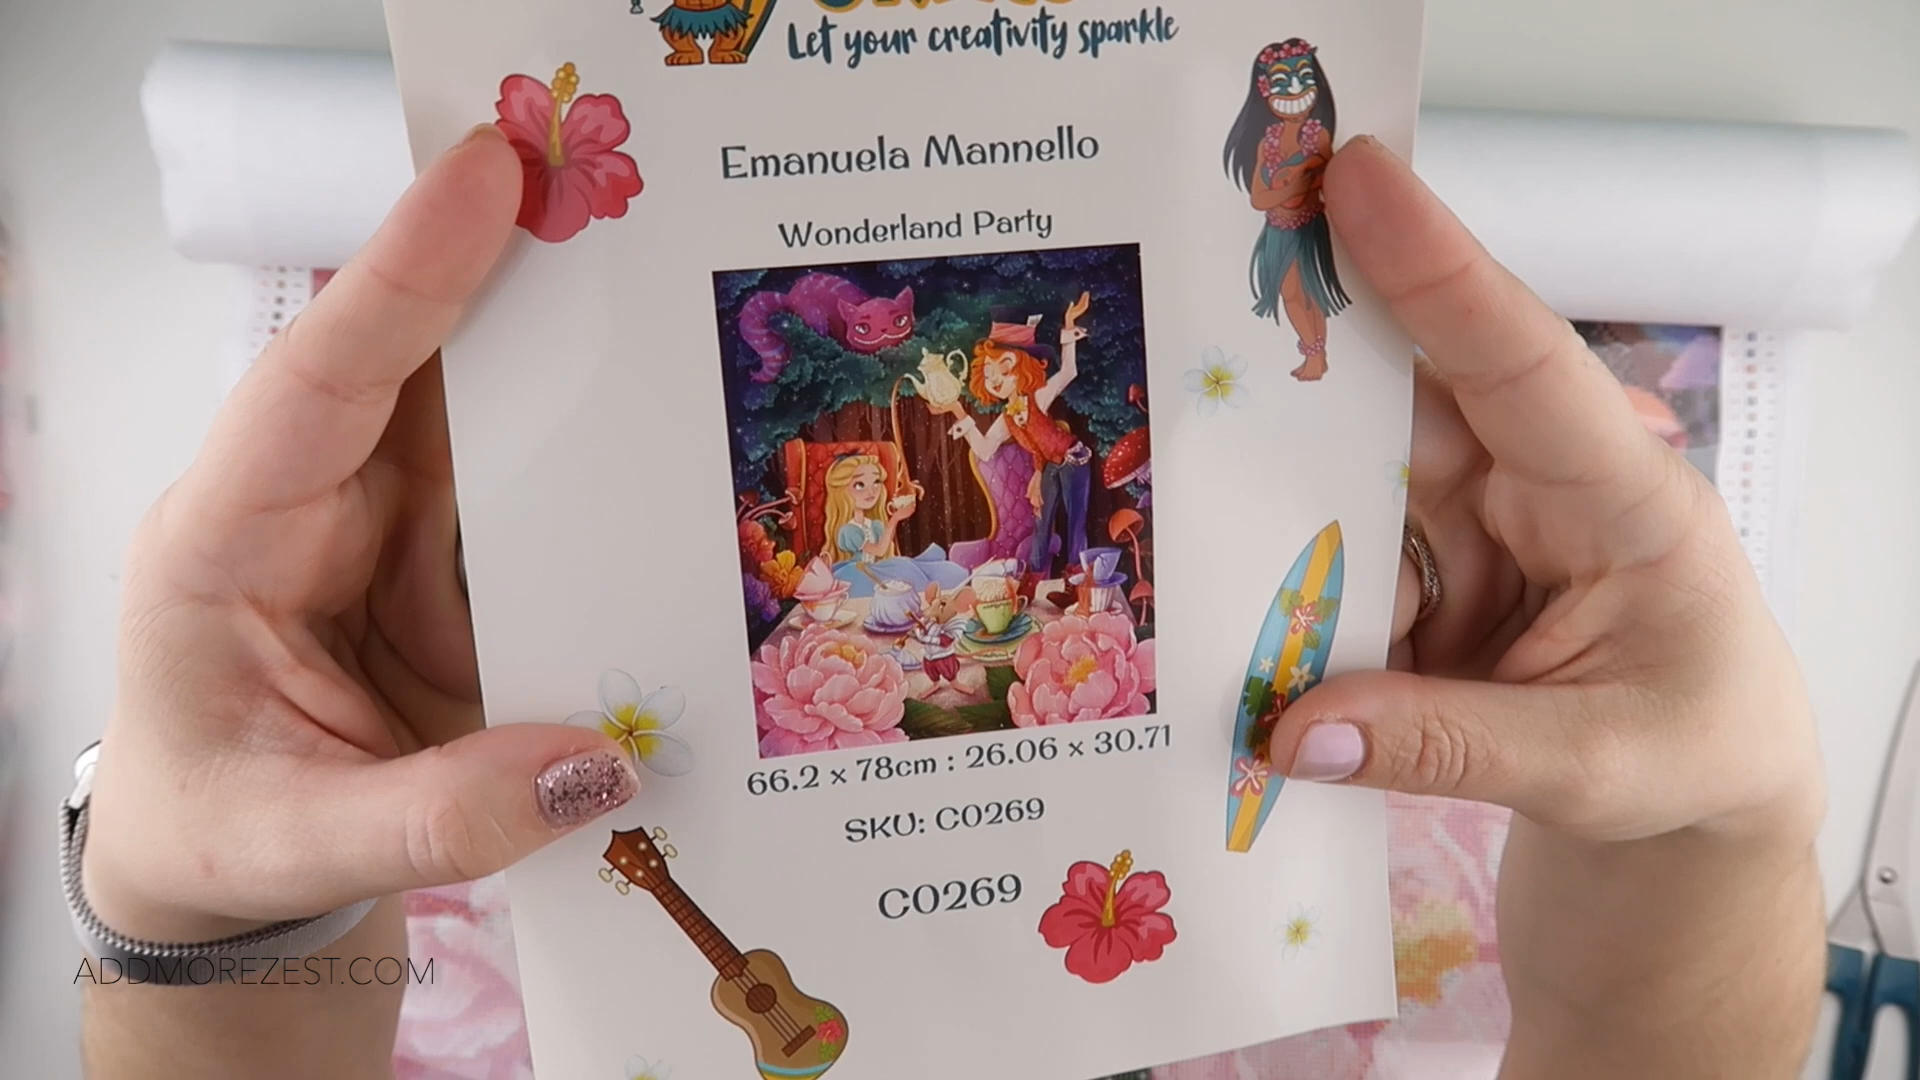 Let your creativity sparkle
Emanuela Mannello
Wonderland Party
66.2 x 78cm : 26.06 x 30.71
SKU: C0269
C0269
ADDMOREZEST.COM